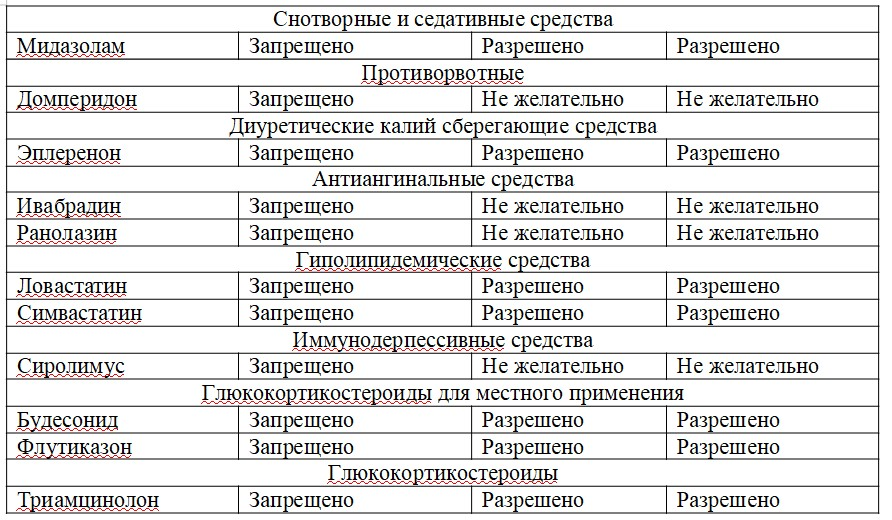 Снотворные и седативные средства
Мидазолам Запрещено Разрешено Разрешено
Противорвотные
Домперидон Запрещено Не желательно Не желательно
Диуретические калий сберегающие средства
Эплеренон Запрещено Разрешено Разрешено
Антиангинальные средства
Ивабрадин Запрещено Не желательно Не желательно
Ранолазин Запрещено Не желательно Не желательно
Гиполипидемические средства
Ловастатин Запрещено Разрешено Разрешено
Симвастатин Запрещено Разрешено Разрешено
Иммунодерпессивные средства
Сиролимус Запрещено Не желательно Не желательно
Глюкокортикостероиды для местного применения
Будесонид Запрещено Разрешено Разрешено
Флутиказон Запрещено Разрешено Разрешено
Глюкокортикостероиды
Триамцинолон Запрещено Разрешено Разрешено